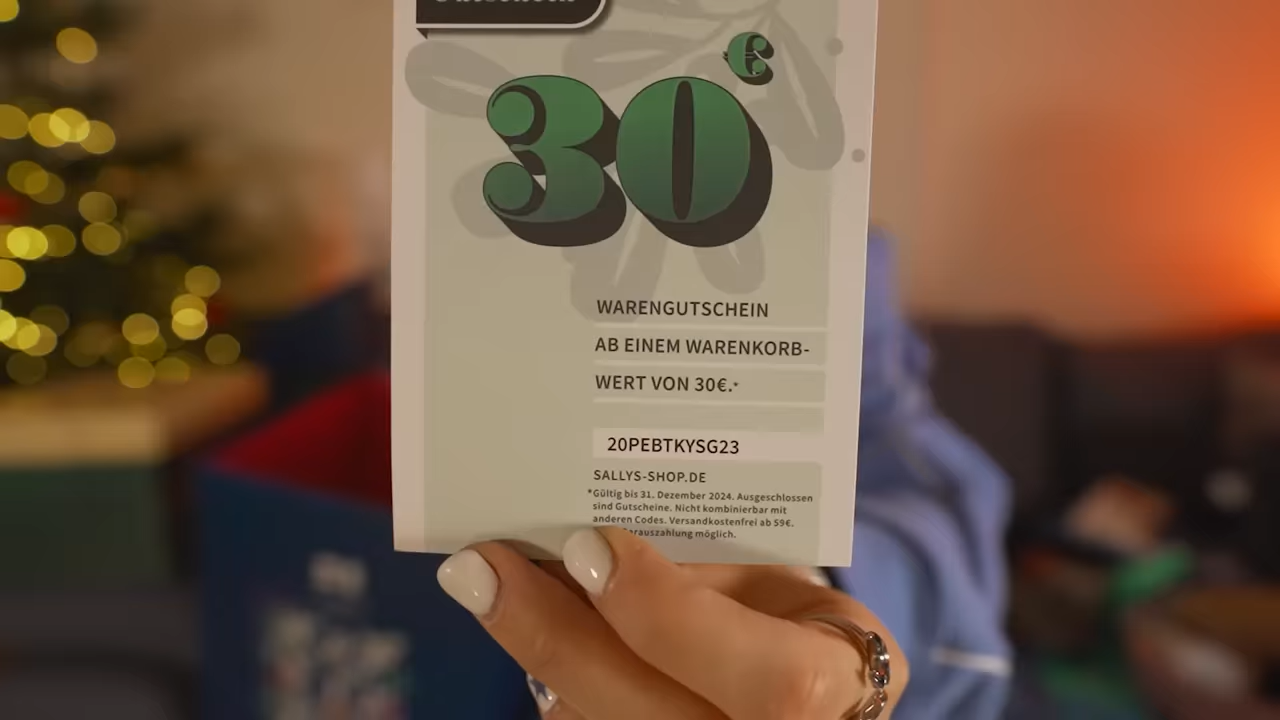 30€
WARENGUTSCHEIN
AB EINEM WARENKORB-
WERT VON 30€.*
20PEBTKYSG23
SALLYS-SHOP.DE
*Gültig bis 31. Dezember 2024. Ausgeschlossen
sind Gutscheine. Nicht kombinierbar mit
anderen Codes. Versandkostenfrei ab 59€.
möglich.